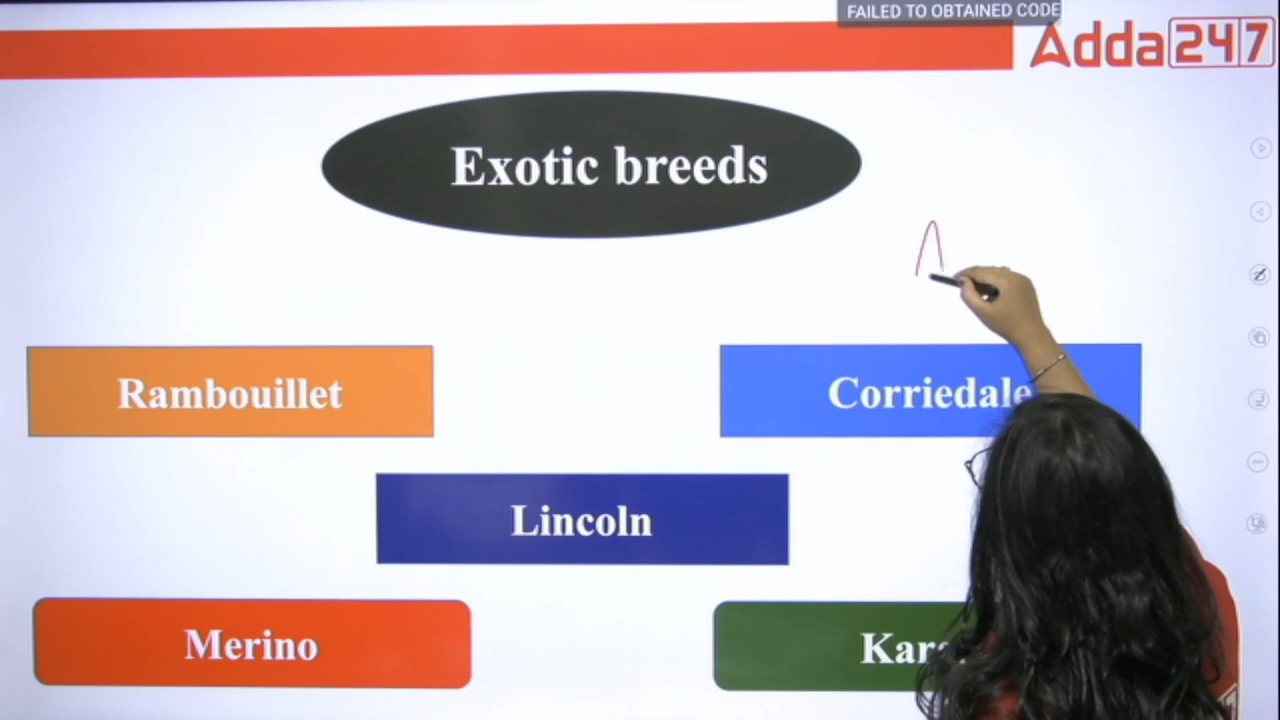 FAILED TO OBTAINED CODE
Adda247
Exotic breeds
Rambouillet
Corriedale
Lincoln
Merino